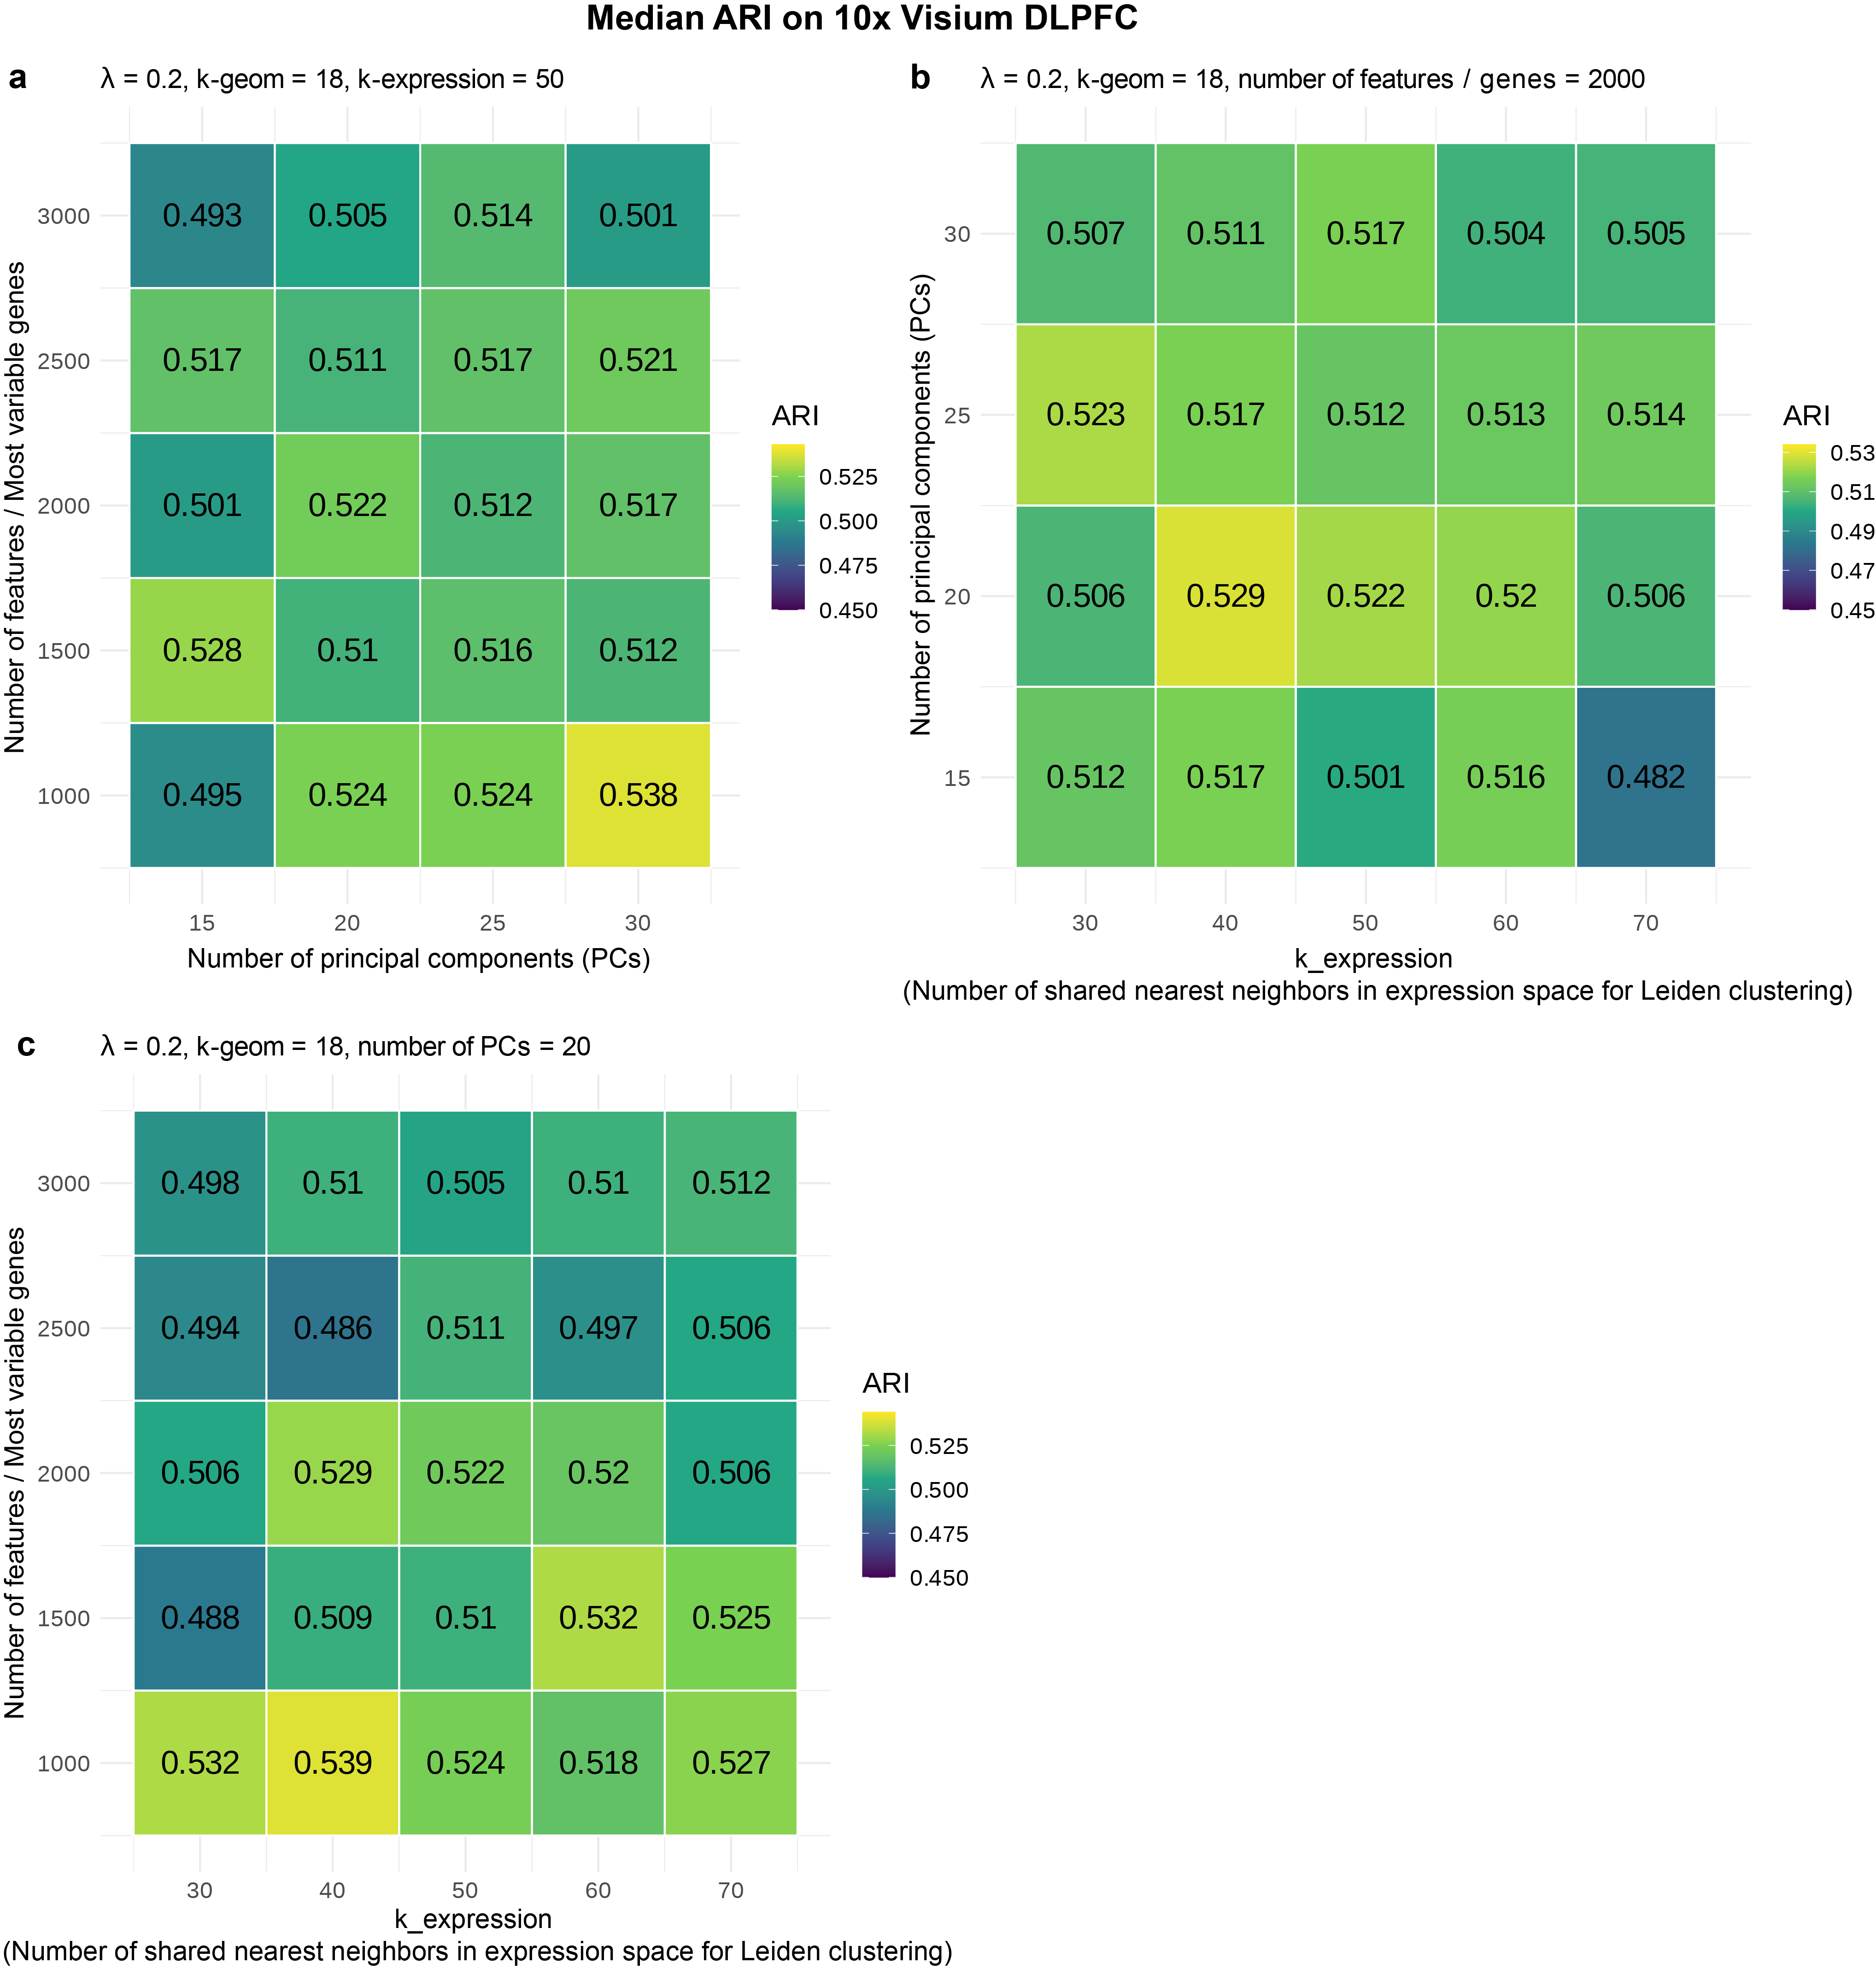 Median ARI on 10x Visium DLPFC
a
λ = 0.2, k-geom = 18, k-expression = 50
Number of features / Most variable genes
3000 0.493 0.505 0.514 0.501
2500 0.517 0.511 0.517 0.521
2000 0.501 0.522 0.512 0.517
1500 0.528 0.51 0.516 0.512
1000 0.495 0.524 0.524 0.538
15 20 25 30
Number of principal components (PCs)
ARI
0.525
0.500
0.475
0.450
b
λ = 0.2, k-geom = 18, number of features / genes = 2000
Number of principal components (PCs)
30 0.507 0.511 0.517 0.504 0.505
25 0.523 0.517 0.512 0.513 0.514
20 0.506 0.529 0.522 0.52 0.506
15 0.512 0.517 0.501 0.516 0.482
30 40 50 60 70
k_expression
(Number of shared nearest neighbors in expression space for Leiden clustering)
ARI
0.53
0.51
0.49
0.47
0.45
c
λ = 0.2, k-geom = 18, number of PCs = 20
Number of features / Most variable genes
3000 0.498 0.51 0.505 0.51 0.512
2500 0.494 0.486 0.511 0.497 0.506
2000 0.506 0.529 0.522 0.52 0.506
1500 0.488 0.509 0.51 0.532 0.525
1000 0.532 0.539 0.524 0.518 0.527
30 40 50 60 70
k_expression
(Number of shared nearest neighbors in expression space for Leiden clustering)
ARI
0.525
0.500
0.475
0.450